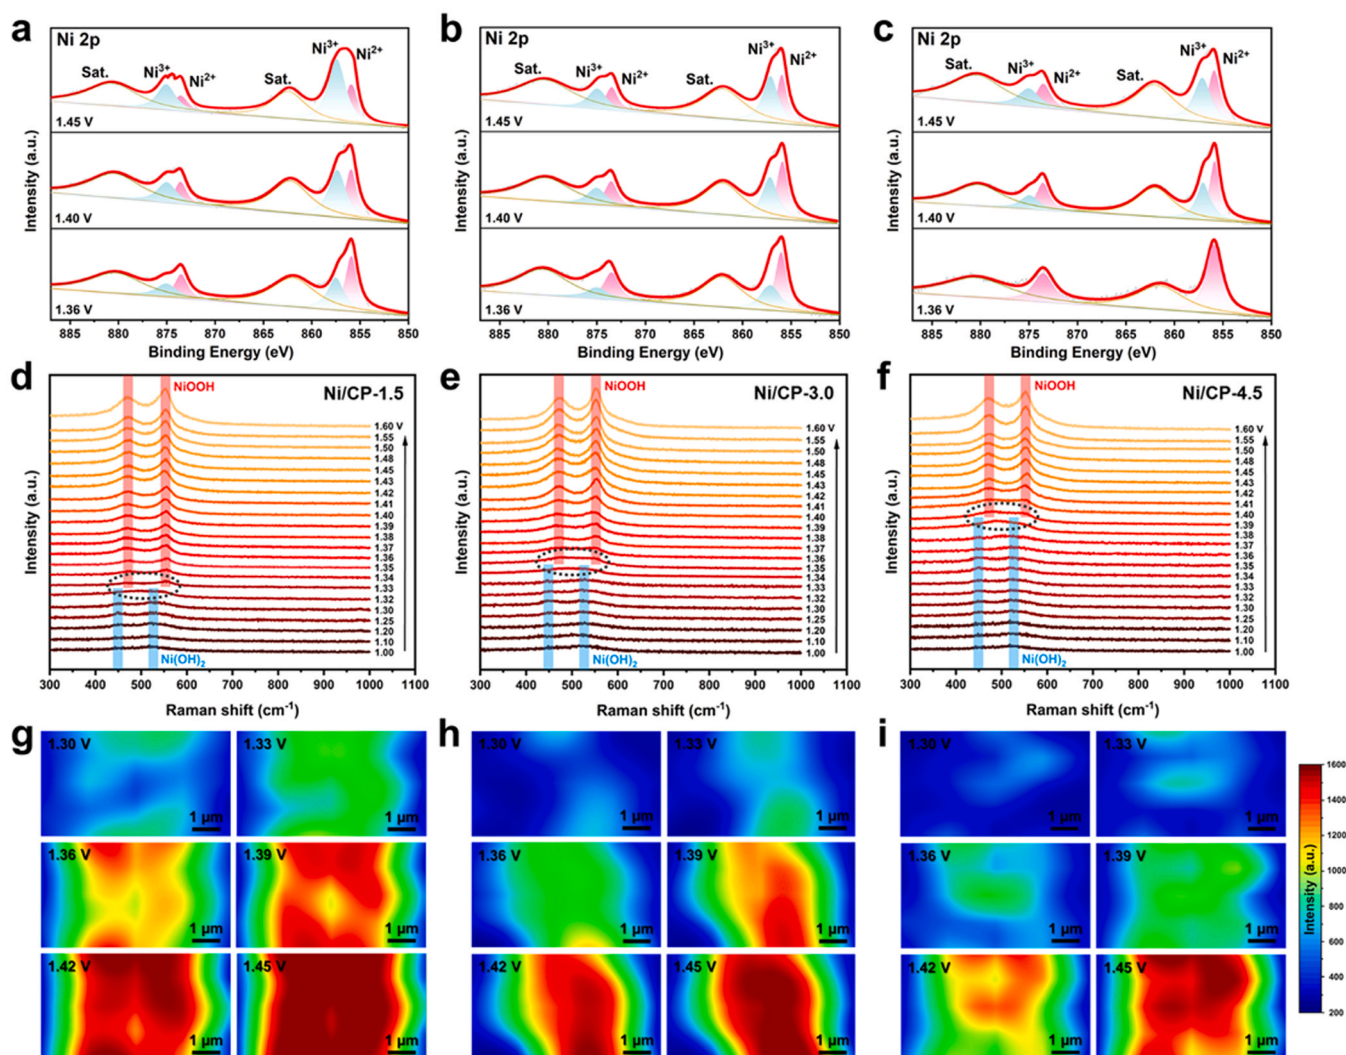 a
Ni 2p
Ni³⁺
Ni²⁺
Sat.
Ni³⁺
Ni²⁺
Sat.
1.45 V
1.40 V
1.36 V
Intensity (a.u.)
885 880 875 870 865 860 855 850
Binding Energy (eV)
b
Ni 2p
Ni³⁺
Ni²⁺
Sat.
Ni³⁺
Ni²⁺
Sat.
1.45 V
1.40 V
1.36 V
Intensity (a.u.)
885 880 875 870 865 860 855 850
Binding Energy (eV)
c
Ni 2p
Ni³⁺
Ni²⁺
Sat.
Ni³⁺
Ni²⁺
Sat.
1.45 V
1.40 V
1.36 V
Intensity (a.u.)
885 880 875 870 865 860 855 850
Binding Energy (eV)
d
NiOOH
Ni/CP-1.5
1.60 V
1.55
1.50
1.48
1.45
1.43
1.42
1.41
1.40
1.39
1.38
1.37
1.36
1.35
1.34
1.33
1.32
1.30
1.25
1.20
1.10
1.00
Ni(OH)₂
Intensity (a.u.)
300 400 500 600 700 800 900 1000 1100
Raman shift (cm⁻¹)
e
NiOOH
Ni/CP-3.0
1.60 V
1.55
1.50
1.48
1.45
1.43
1.42
1.41
1.40
1.39
1.38
1.37
1.36
1.35
1.34
1.33
1.32
1.30
1.25
1.20
1.10
1.00
Ni(OH)₂
Intensity (a.u.)
300 400 500 600 700 800 900 1000 1100
Raman shift (cm⁻¹)
f
NiOOH
Ni/CP-4.5
1.60 V
1.55
1.50
1.48
1.45
1.43
1.42
1.41
1.40
1.39
1.38
1.37
1.36
1.35
1.34
1.33
1.32
1.30
1.25
1.20
1.10
1.00
Ni(OH)₂
Intensity (a.u.)
300 400 500 600 700 800 900 1000 1100
Raman shift (cm⁻¹)
g
1.30 V
1 μm
1.33 V
1 μm
1.36 V
1 μm
1.39 V
1 μm
1.42 V
1 μm
1.45 V
1 μm
h
1.30 V
1 μm
1.33 V
1 μm
1.36 V
1 μm
1.39 V
1 μm
1.42 V
1 μm
1.45 V
1 μm
i
1.30 V
1 μm
1.33 V
1 μm
1.36 V
1 μm
1.39 V
1 μm
1.42 V
1 μm
1.45 V
1 μm
1600
1400
1200
1000
800
600
400
200
Intensity (a.u.)